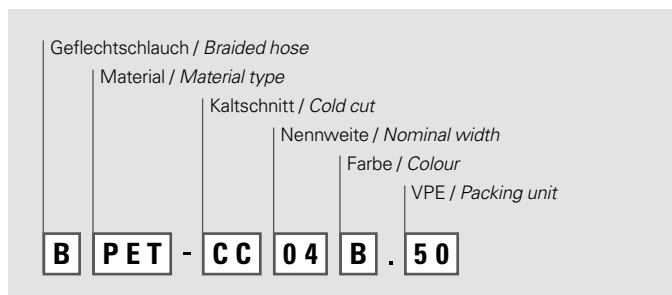 Geflechtschlauch / Braided hose
Material / Material type
Kaltschnitt / Cold cut
Nennweite / Nominal width
Farbe / Colour
VPE / Packing unit
B PET - CC 04 B . 50